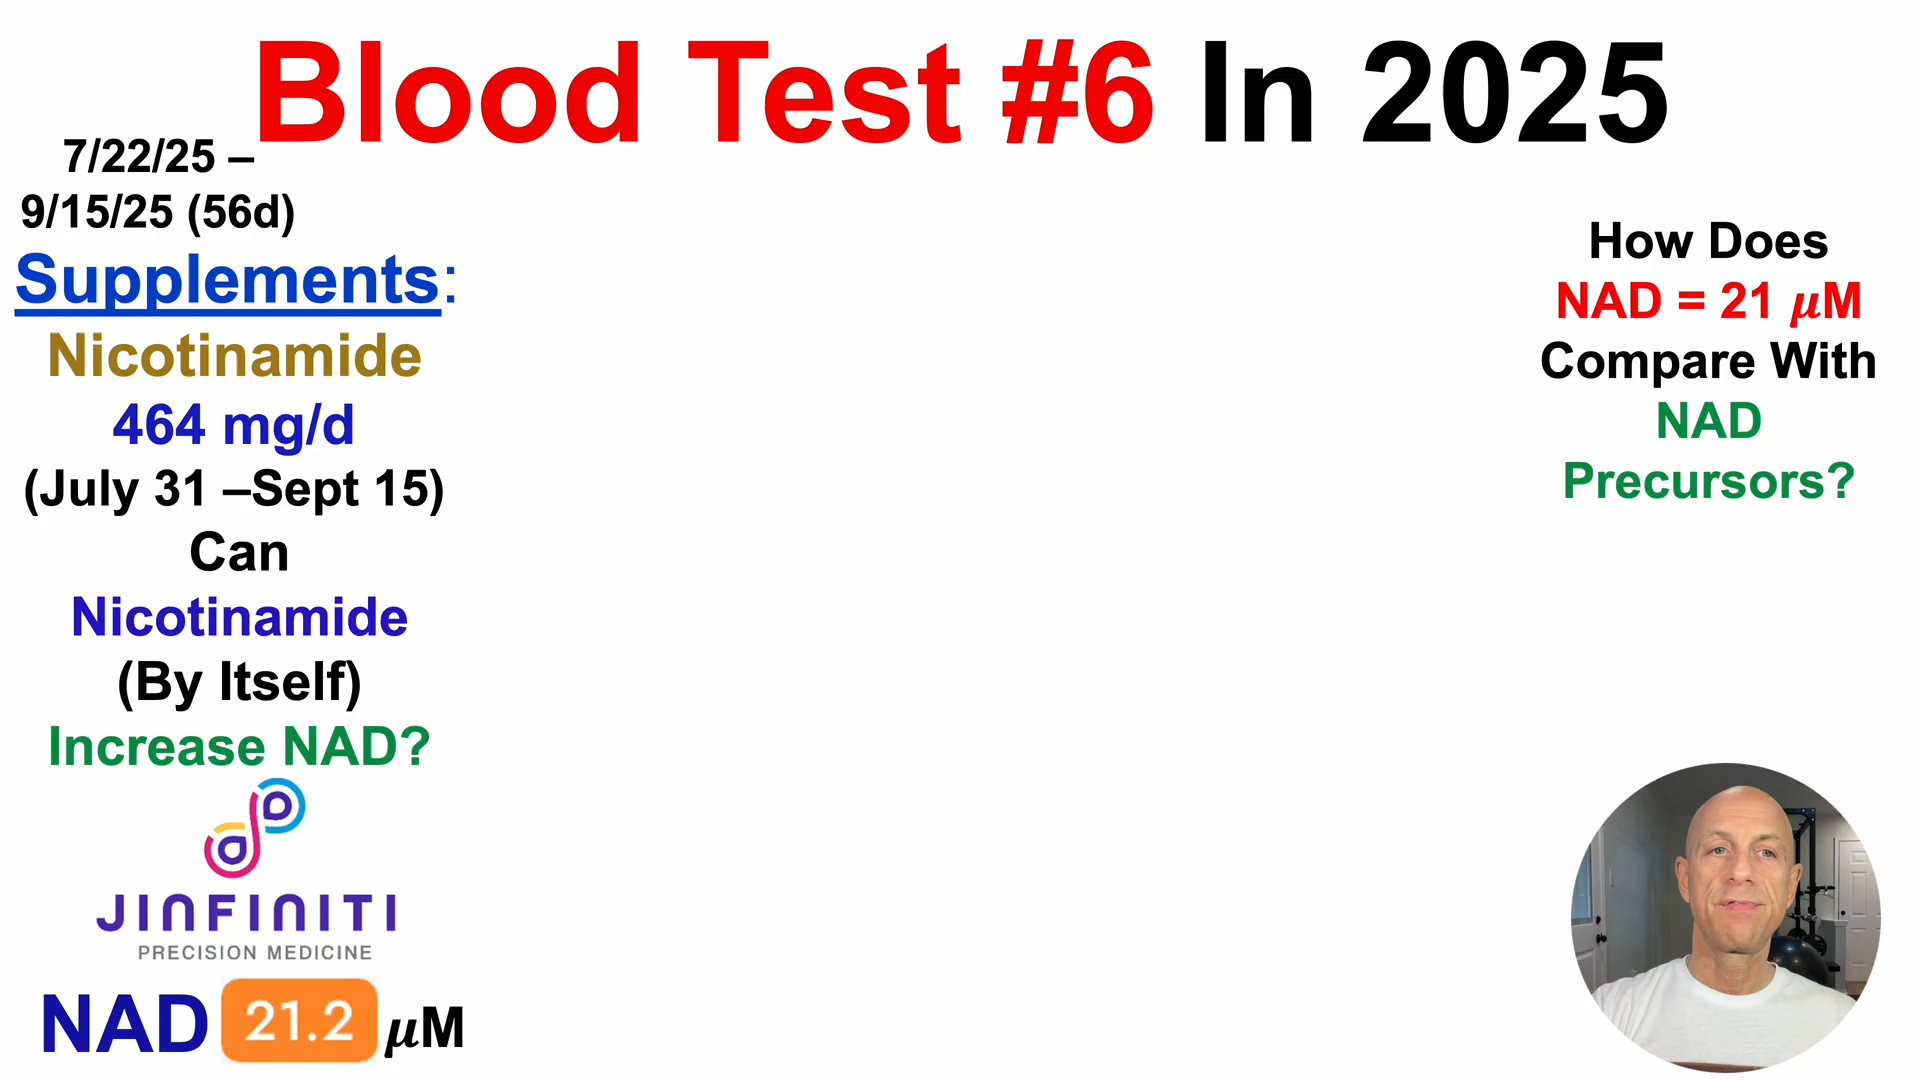 Blood Test #6 In 2025
7/22/25 –
9/15/25 (56d)
Supplements:
Nicotinamide
464 mg/d
(July 31 –Sept 15)
Can
Nicotinamide
(By Itself)
Increase NAD?
JINFINITI
PRECISION MEDICINE
NAD 21.2 μM
How Does
NAD = 21 μM
Compare With
NAD
Precursors?